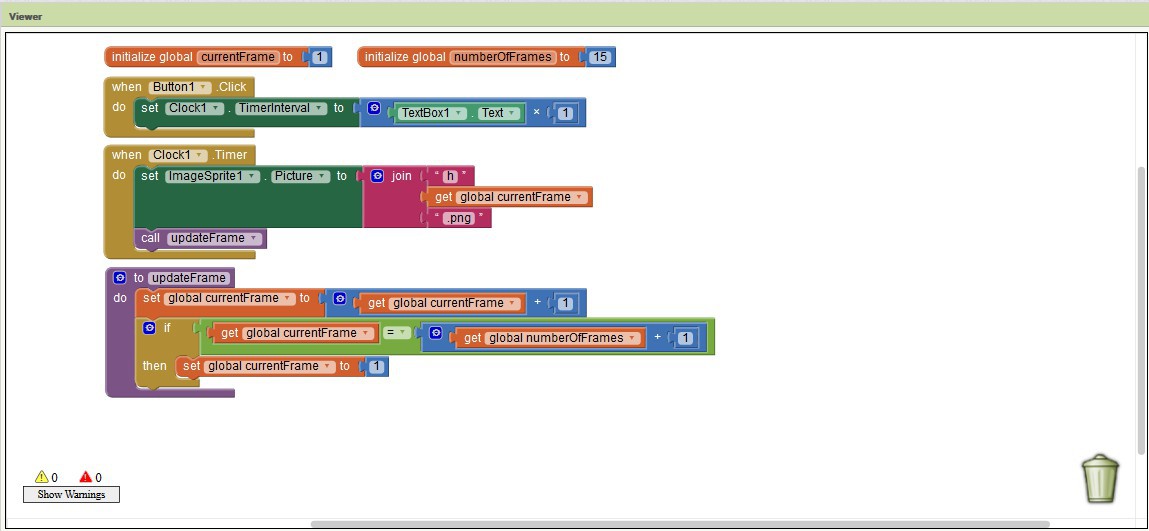 Viewer
initialize global currentFrame to 1 initialize global numberOfFrames to 15
when Button1 .Click
do set Clock1 . TimerInterval to TextBox1 . Text × 1
when Clock1 .Timer
do set ImageSprite1 . Picture to join " h "
get global currentFrame
" .png "
call updateFrame
to updateFrame
do set global currentFrame to get global currentFrame + 1
if get global currentFrame = get global numberOfFrames + 1
then set global currentFrame to 1
0 0
Show Warnings